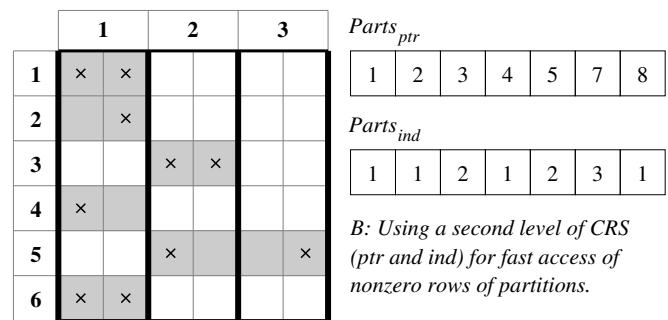 1 2 3
1 × ×
2 ×
3 × ×
4 ×
5 × ×
6 × ×
Parts_ptr
1 2 3 4 5 7 8
Parts_ind
1 1 2 1 2 3 1
B: Using a second level of CRS
(ptr and ind) for fast access of
nonzero rows of partitions.